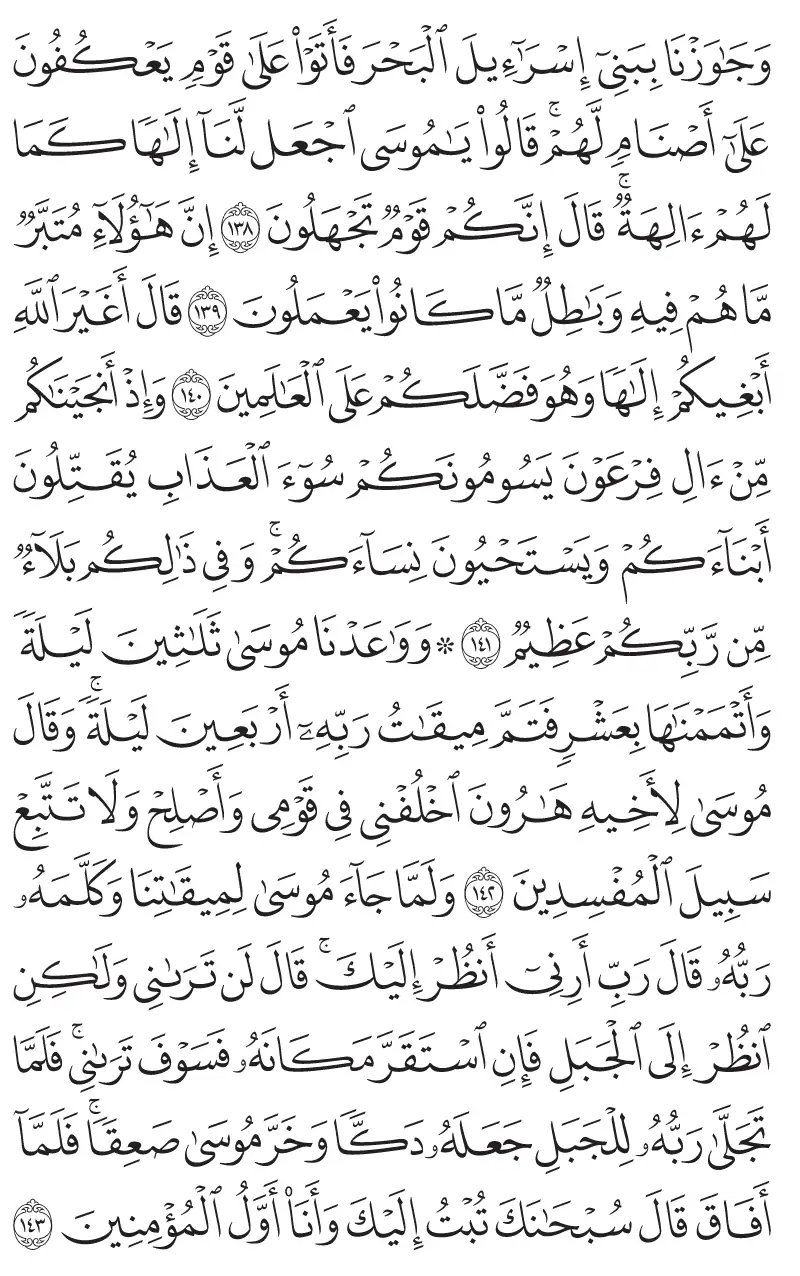 وَجَٰوَزْنَا بِبَنِىٓ إِسْرَٰٓءِيلَ ٱلْبَحْرَ فَأَتَوْا۟ عَلَىٰ قَوْمٍ يَعْكُفُونَ
عَلَىٰٓ أَصْنَامٍ لَّهُمْ ۚ قَالُوا۟ يَٰمُوسَى ٱجْعَل لَّنَآ إِلَٰهًا كَمَا
لَهُمْ ءَالِهَةٌ ۚ قَالَ إِنَّكُمْ قَوْمٌ تَجْهَلُونَ ١٣٨ إِنَّ هَٰٓؤُلَآءِ مُتَبَّرٌ
مَّا هُمْ فِيهِ وَبَٰطِلٌ مَّا كَانُوا۟ يَعْمَلُونَ ١٣٩ قَالَ أَغَيْرَ ٱللَّهِ
أَبْغِيكُمْ إِلَٰهًا وَهُوَ فَضَّلَكُمْ عَلَى ٱلْعَٰلَمِينَ ١٤٠ وَإِذْ أَنجَيْنَٰكُم
مِّنْ ءَالِ فِرْعَوْنَ يَسُومُونَكُمْ سُوٓءَ ٱلْعَذَابِ يُقَتِّلُونَ
أَبْنَآءَكُمْ وَيَسْتَحْيُونَ نِسَآءَكُمْ ۚ وَفِى ذَٰلِكُم بَلَآءٌ
مِّن رَّبِّكُمْ عَظِيمٌ ١٤١ ۞ وَوَٰعَدْنَا مُوسَىٰ ثَلَٰثِينَ لَيْلَةً
وَأَتْمَمْنَٰهَا بِعَشْرٍ فَتَمَّ مِيقَٰتُ رَبِّهِۦٓ أَرْبَعِينَ لَيْلَةً ۚ وَقَالَ
مُوسَىٰ لِأَخِيهِ هَٰرُونَ ٱخْلُفْنِى فِى قَوْمِى وَأَصْلِحْ وَلَا تَتَّبِعْ
سَبِيلَ ٱلْمُفْسِدِينَ ١٤٢ وَلَمَّا جَآءَ مُوسَىٰ لِمِيقَٰتِنَا وَكَلَّمَهُۥ
رَبُّهُۥ قَالَ رَبِّ أَرِنِىٓ أَنظُرْ إِلَيْكَ ۚ قَالَ لَن تَرَىٰنِى وَلَٰكِنِ
ٱنظُرْ إِلَى ٱلْجَبَلِ فَإِنِ ٱسْتَقَرَّ مَكَانَهُۥ فَسَوْفَ تَرَىٰنِى ۚ فَلَمَّا
تَجَلَّىٰ رَبُّهُۥ لِلْجَبَلِ جَعَلَهُۥ دَكًّا وَخَرَّ مُوسَىٰ صَعِقًا ۚ فَلَمَّآ
أَفَاقَ قَالَ سُبْحَٰنَكَ تُبْتُ إِلَيْكَ وَأَنَا۠ أَوَّلُ ٱلْمُؤْمِنِينَ ١٤٣